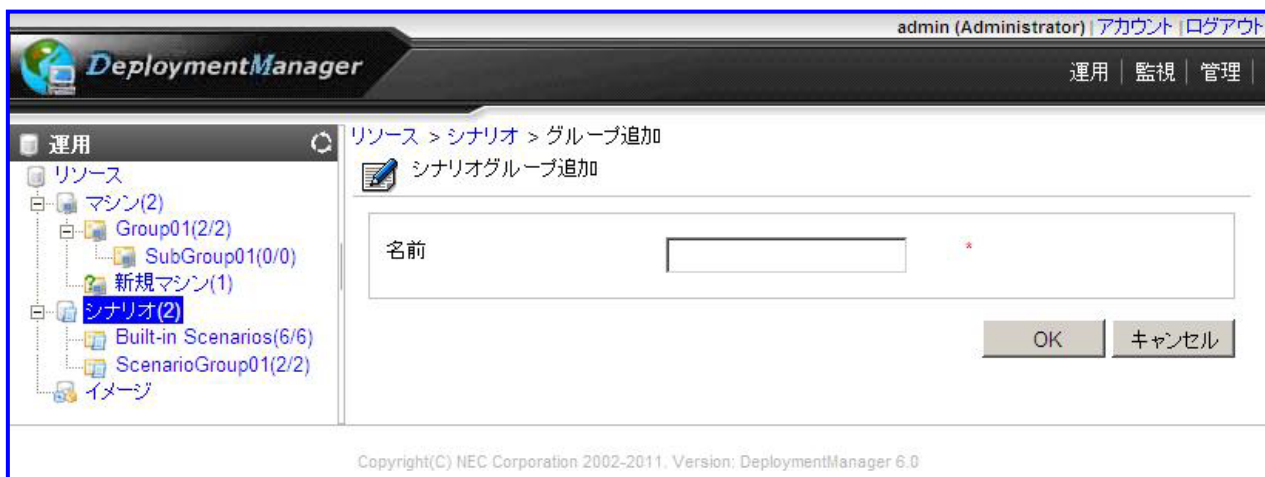 admin (Administrator) | アカウント | ログアウト
DeploymentManager
運用 | 監視 | 管理 |
運用
リソース
マシン(2)
Group01(2/2)
SubGroup01(0/0)
新規マシン(1)
シナリオ(2)
Built-in Scenarios(6/6)
ScenarioGroup01(2/2)
イメージ
リソース > シナリオ > グループ追加
シナリオグループ追加
名前 *
OK キャンセル
Copyright(C) NEC Corporation 2002-2011. Version: DeploymentManager 6.0